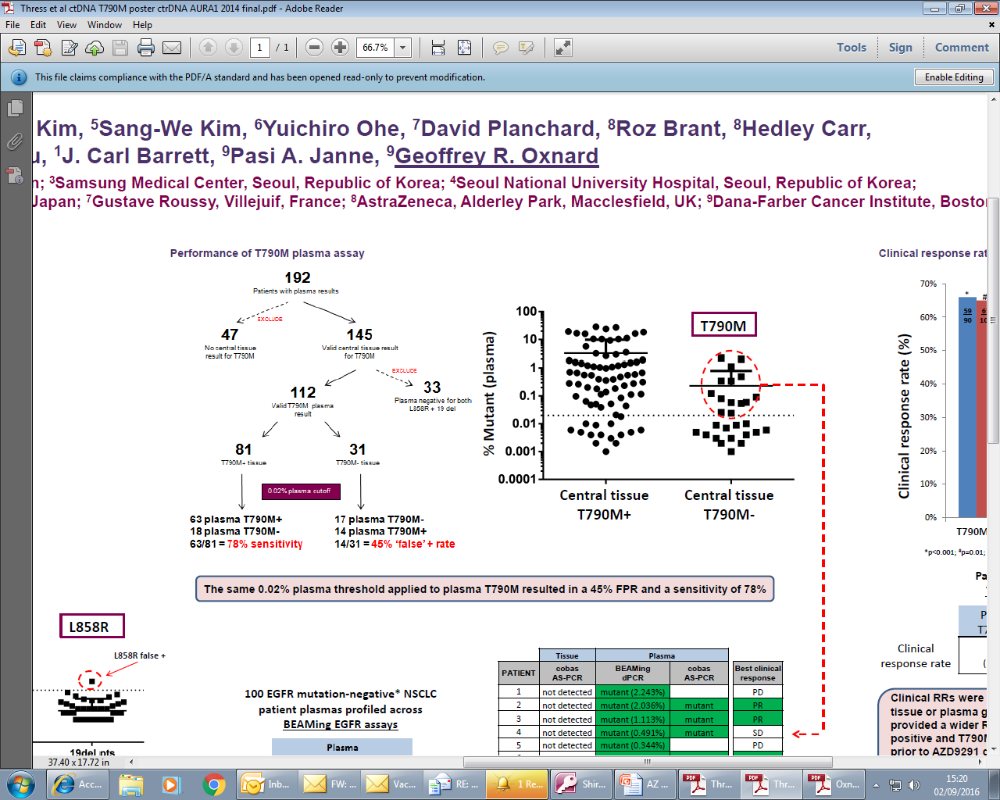 Thress et al ctDNA T790M poster ctrDNA AURA1 2014 final.pdf - Adobe Reader
File Edit View Window Help
1 / 1 66.7% Tools Sign Comment
This file claims compliance with the PDF/A standard and has been opened read-only to prevent modification. Enable Editing
Kim, 5Sang-We Kim, 6Yuichiro Ohe, 7David Planchard, 8Roz Brant, 8Hedley Carr,
u, 1J. Carl Barrett, 9Pasi A. Janne, 9Geoffrey R. Oxnard
n; 3Samsung Medical Center, Seoul, Republic of Korea; 4Seoul National University Hospital, Seoul, Republic of Korea;
Japan; 7Gustave Roussy, Villejuif, France; 8AstraZeneca, Alderley Park, Macclesfield, UK; 9Dana-Farber Cancer Institute, Bosto
Performance of T790M plasma assay
192
Patients with plasma results
EXCLUDE
47
No central tissue
result for T790M
145
Valid central tissue result
for T790M
EXCLUDE
112
Valid T790M plasma
result
33
Plasma negative for both
L858R + 19 del
81
T790M+ tissue
31
T790M- tissue
0.02% plasma cutoff
63 plasma T790M+
18 plasma T790M-
63/81 = 78% sensitivity
17 plasma T790M-
14 plasma T790M+
14/31 = 45% 'false' + rate
% Mutant (plasma)
100
10
1
0.1
0.01
0.001
0.0001
T790M
Central tissue
T790M+
Central tissue
T790M-
Clinical response rat
Clinical response rate (%)
70%
60%
50%
40%
30%
20%
10%
0%
* #
59 6
90 10
T790M
*p<0.001; #p=0.01;
The same 0.02% plasma threshold applied to plasma T790M resulted in a 45% FPR and a sensitivity of 78%
L858R
L858R false +
19del pts
100 EGFR mutation-negative* NSCLC
patient plasmas profiled across
BEAMing EGFR assays
Plasma
Tissue Plasma
PATIENT cobas AS-PCR BEAMing dPCR cobas AS-PCR Best clinical response
1 not detected mutant (2.243%) PD
2 not detected mutant (2.036%) mutant PR
3 not detected mutant (1.113%) mutant PR
4 not detected mutant (0.491%) mutant SD
5 not detected mutant (0.344%) PD
Pa
P
T7
Clinical
response rate
(
Clinical RRs were
tissue or plasma g
provided a wider R
positive and T790M
prior to AZD9291 d
37.40 x 17.72 in
Acc... Inb... FW: ... Vac... RE: ... 1 Re... Shir... AZ ... Thr... Thr... Oxn...
15:20
02/09/2016